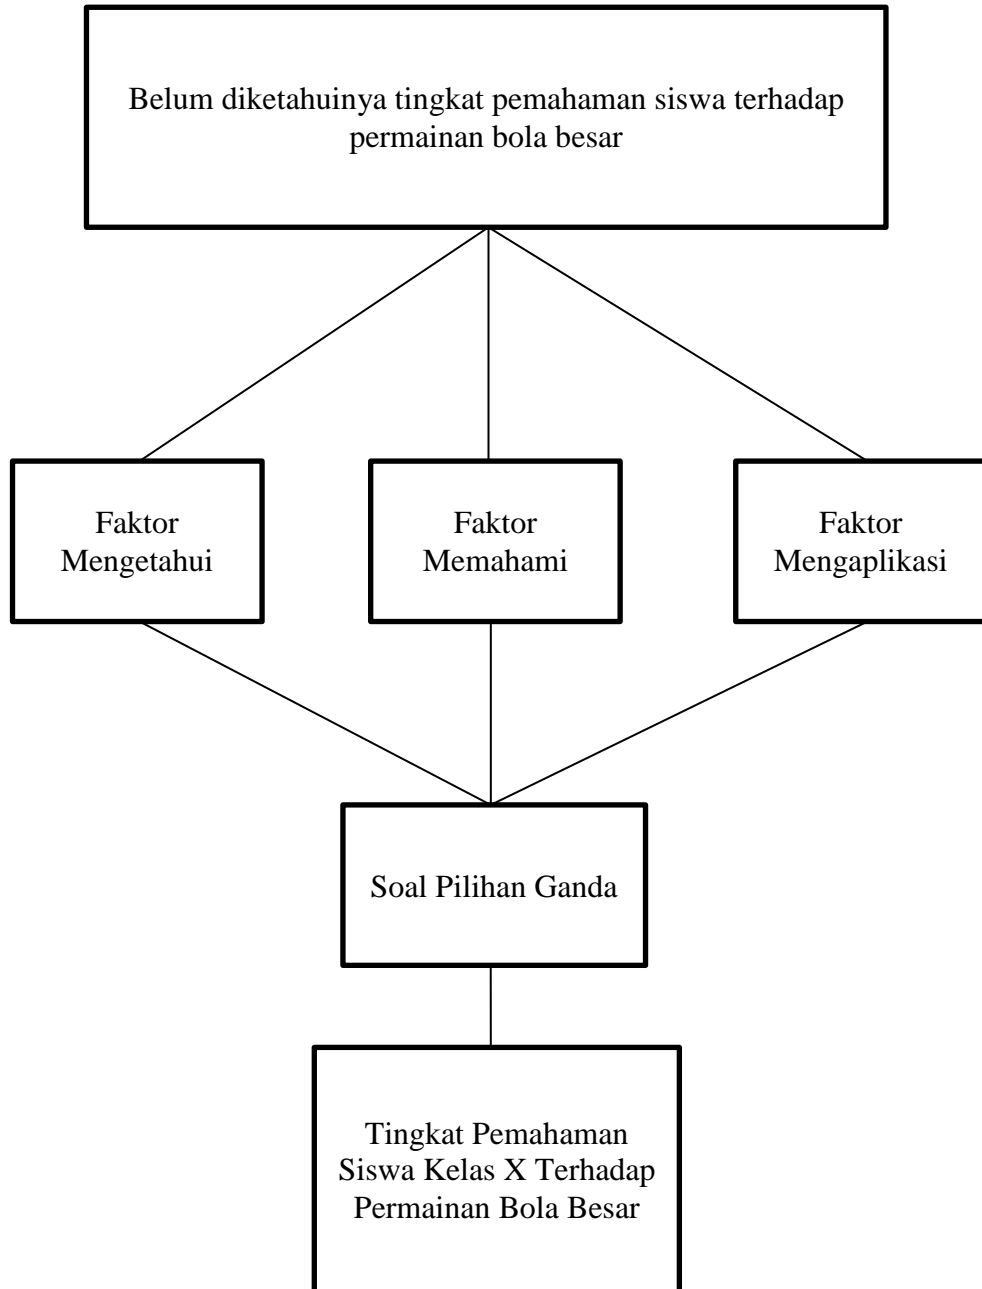 Belum diketahuinya tingkat pemahaman siswa terhadap
permainan bola besar
Faktor
Mengetahui
Faktor
Memahami
Faktor
Mengaplikasi
Soal Pilihan Ganda
Tingkat Pemahaman
Siswa Kelas X Terhadap
Permainan Bola Besar